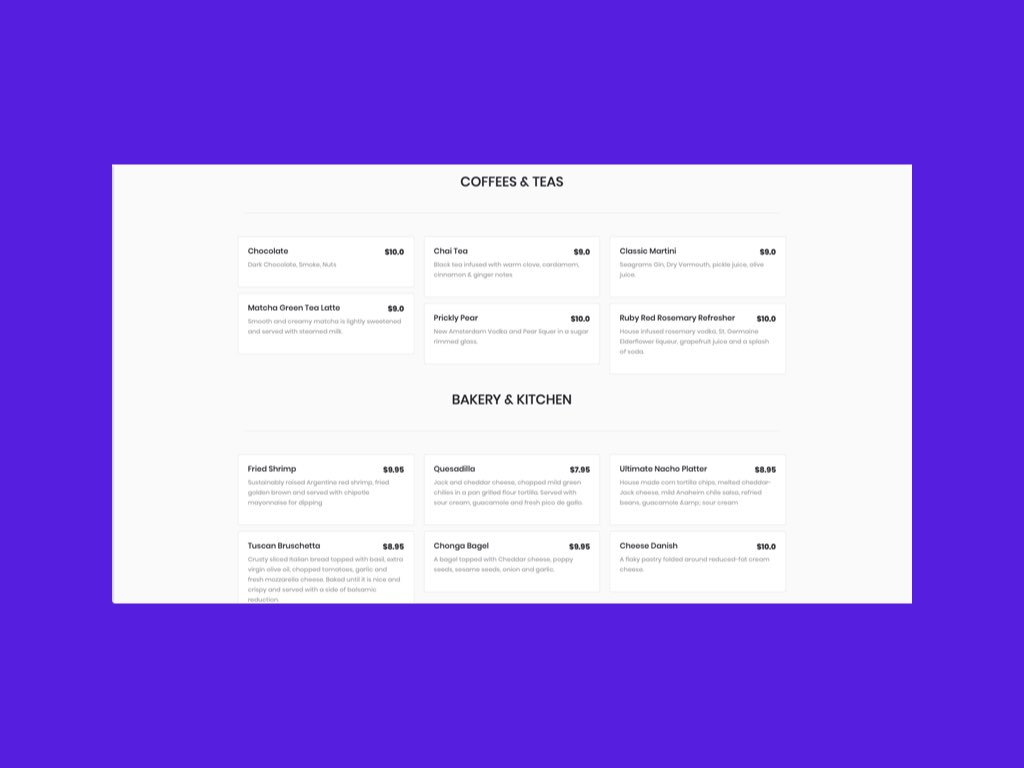 COFFEES & TEAS
Chocolate $10.0
Dark Chocolate, Smoke, Nuts
Chai Tea $9.0
Black tea infused with warm clove, cardamom,
cinnamon & ginger notes
Classic Martini $9.0
Seagrams Gin, Dry Vermouth, pickle juice, olive
juice.
Matcha Green Tea Latte $9.0
Smooth and creamy matcha is lightly sweetened
and served with steamed milk.
Prickly Pear $10.0
New Amsterdam Vodka and Pear liquer in a sugar
rimmed glass.
Ruby Red Rosemary Refresher $10.0
House infused rosemary vodka, St. Germaine
Elderflower liqueur, grapefruit juice and a splash
of soda.
BAKERY & KITCHEN
Fried Shrimp $9.95
Sustainably raised Argentine red shrimp, fried
golden brown and served with chipotle
mayonnaise for dipping
Quesadilla $7.95
Jack and cheddar cheese, chopped mild green
chilies in a pan grilled flour tortilla. Served with
sour cream, guacamole and fresh pico de gallo.
Ultimate Nacho Platter $8.95
House made corn tortilla chips, melted cheddar-
Jack cheese, mild Anaheim chile salsa, refried
beans, guacamole &amp; sour cream
Tuscan Bruschetta $8.95
Crusty sliced Italian bread topped with basil, extra
virgin olive oil, chopped tomatoes, garlic and
fresh mozzarella cheese. Baked until it is nice and
crispy and served with a side of balsamic
reduction.
Chonga Bagel $9.95
A bagel topped with Cheddar cheese, poppy
seeds, sesame seeds, onion and garlic.
Cheese Danish $10.0
A flaky pastry folded around reduced-fat cream
cheese.